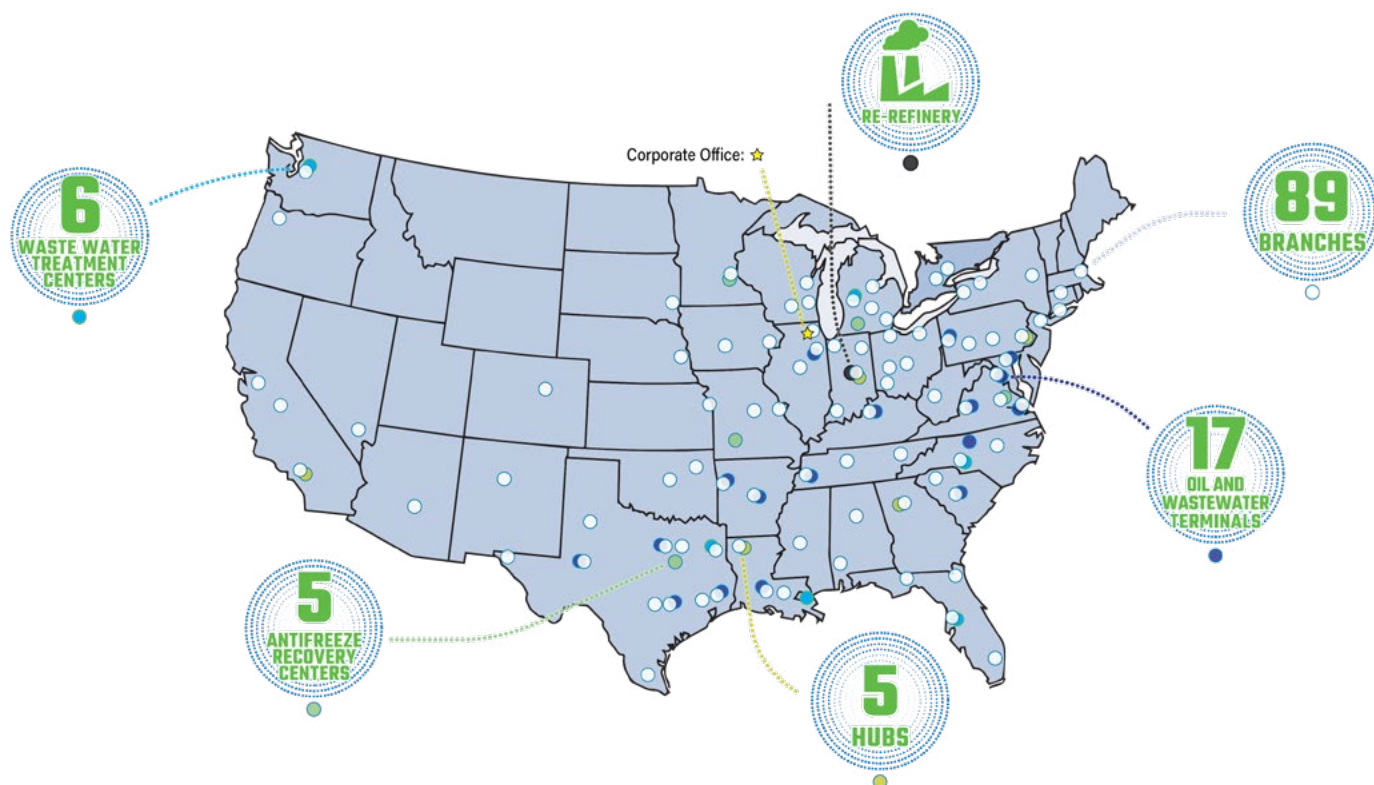 RE-REFINERY
Corporate Office:
6
WASTE WATER
TREATMENT
CENTERS
89
BRANCHES
17
OIL AND
WASTEWATER
TERMINALS
5
ANTIFREEZE
RECOVERY
CENTERS
5
HUBS